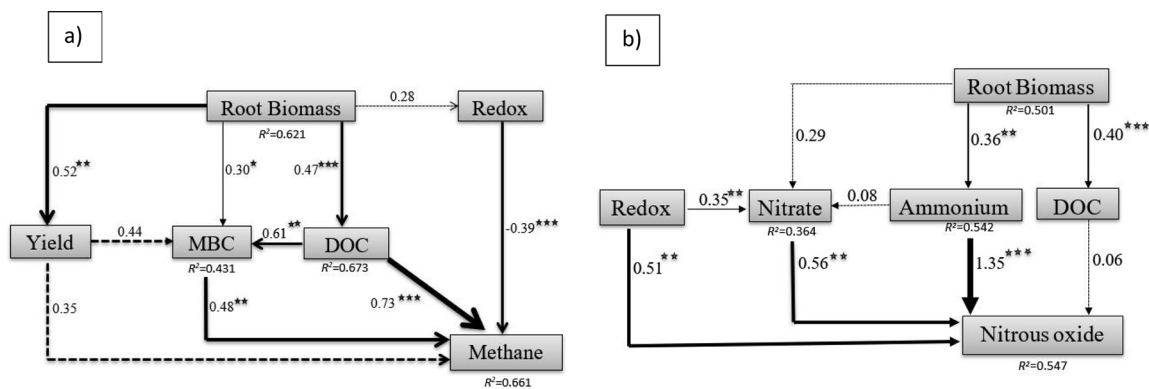 a)
Root Biomass
0.28
Redox
R²=0.621
0.52★★
0.30★
0.47★★★
-0.39★★★
Yield
0.44
MBC
0.61★★
DOC
R²=0.431
R²=0.673
0.35
0.48★★
0.73★★★
Methane
R²=0.661
b)
Root Biomass
R²=0.501
0.29
0.36★★
0.40★★★
Redox
0.35★★
Nitrate
0.08
Ammonium
DOC
R²=0.364
R²=0.542
0.51★★
0.56★★
1.35★★★
0.06
Nitrous oxide
R²=0.547